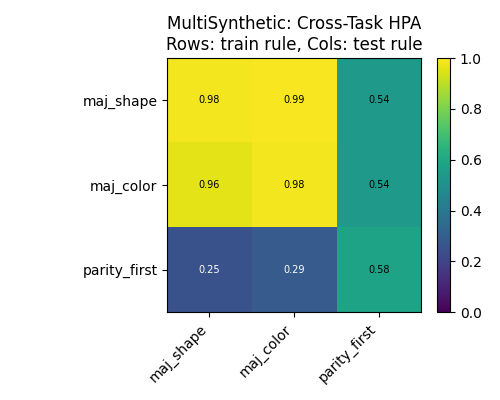 MultiSynthetic: Cross-Task HPA
Rows: train rule, Cols: test rule
maj_shape
0.98
0.99
0.54
maj_color
0.96
0.98
0.54
parity_first
0.25
0.29
0.58
maj_shape
maj_color
parity_first
1.0
0.8
0.6
0.4
0.2
0.0